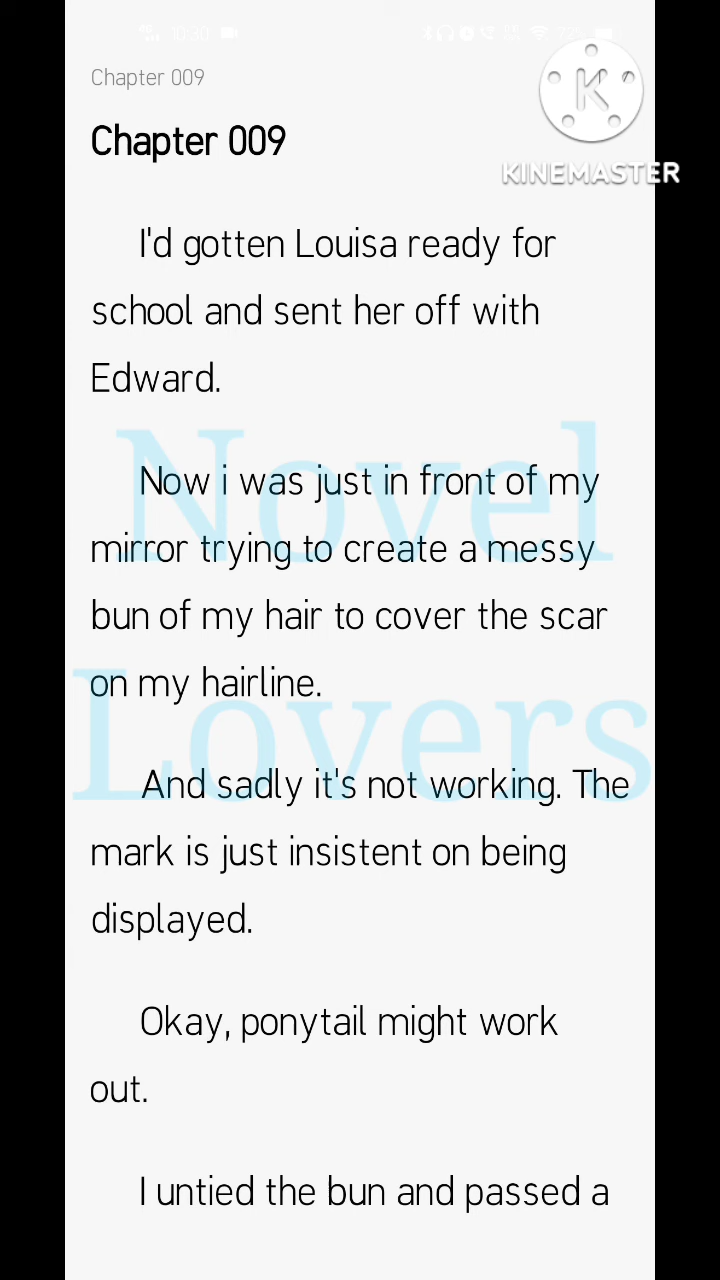 10:30
72%
Chapter 009
Chapter 009
K
KINEMASTER
I'd gotten Louisa ready for
school and sent her off with
Edward.
Now i was just in front of my
mirror trying to create a messy
bun of my hair to cover the scar
on my hairline.
And sadly it's not working. The
mark is just insistent on being
displayed.
Okay, ponytail might work
out.
I untied the bun and passed a
Novel
Lovers